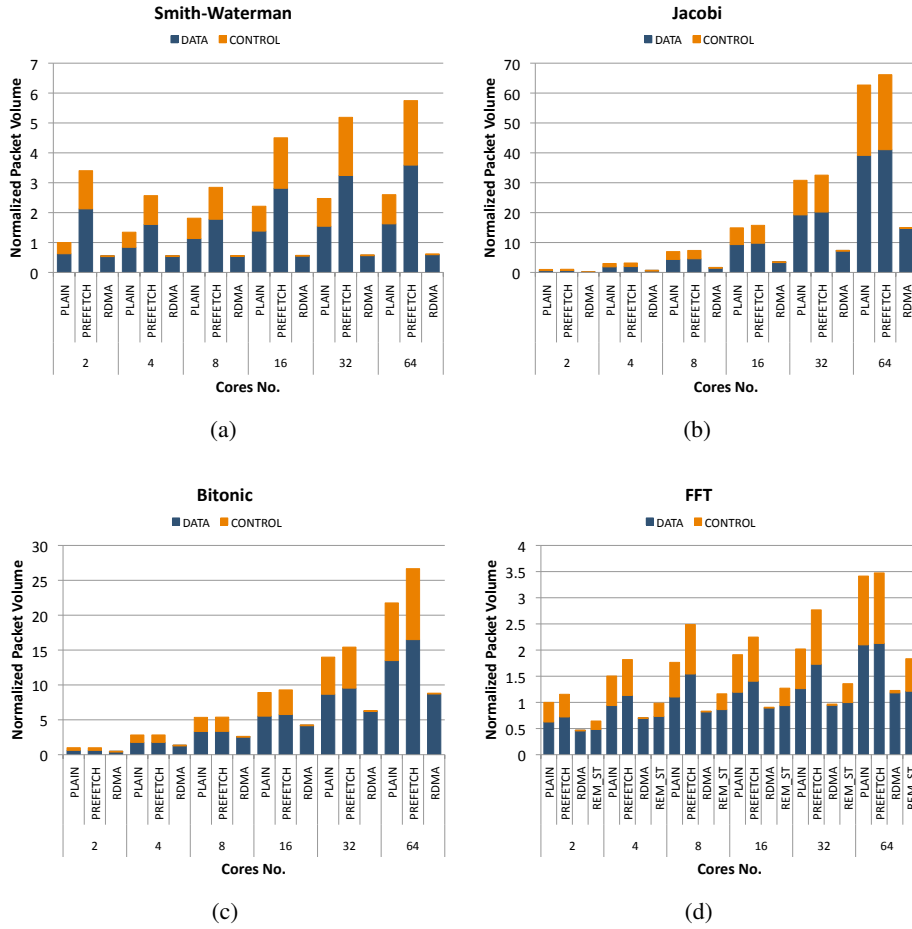 Smith-Waterman
DATA CONTROL
Normalized Packet Volume
7
6
5
4
3
2
1
0
PLAIN PREFETCH RDMA PLAIN PREFETCH RDMA PLAIN PREFETCH RDMA PLAIN PREFETCH RDMA PLAIN PREFETCH RDMA PLAIN PREFETCH RDMA
2 4 8 16 32 64
Cores No.
(a)
Jacobi
DATA CONTROL
Normalized Packet Volume
70
60
50
40
30
20
10
0
PLAIN PREFETCH RDMA PLAIN PREFETCH RDMA PLAIN PREFETCH RDMA PLAIN PREFETCH RDMA PLAIN PREFETCH RDMA PLAIN PREFETCH RDMA
2 4 8 16 32 64
Cores No.
(b)
Bitonic
DATA CONTROL
Normalized Packet Volume
30
25
20
15
10
5
0
PLAIN PREFETCH RDMA PLAIN PREFETCH RDMA PLAIN PREFETCH RDMA PLAIN PREFETCH RDMA PLAIN PREFETCH RDMA PLAIN PREFETCH RDMA
2 4 8 16 32 64
Cores No.
(c)
FFT
DATA CONTROL
Normalized Packet Volume
4
3.5
3
2.5
2
1.5
1
0.5
0
PLAIN PREFETCH RDMA REM_ST PLAIN PREFETCH RDMA REM_ST PLAIN PREFETCH RDMA REM_ST PLAIN PREFETCH RDMA REM_ST PLAIN PREFETCH RDMA REM_ST PLAIN PREFETCH RDMA REM_ST
2 4 8 16 32 64
Cores No.
(d)